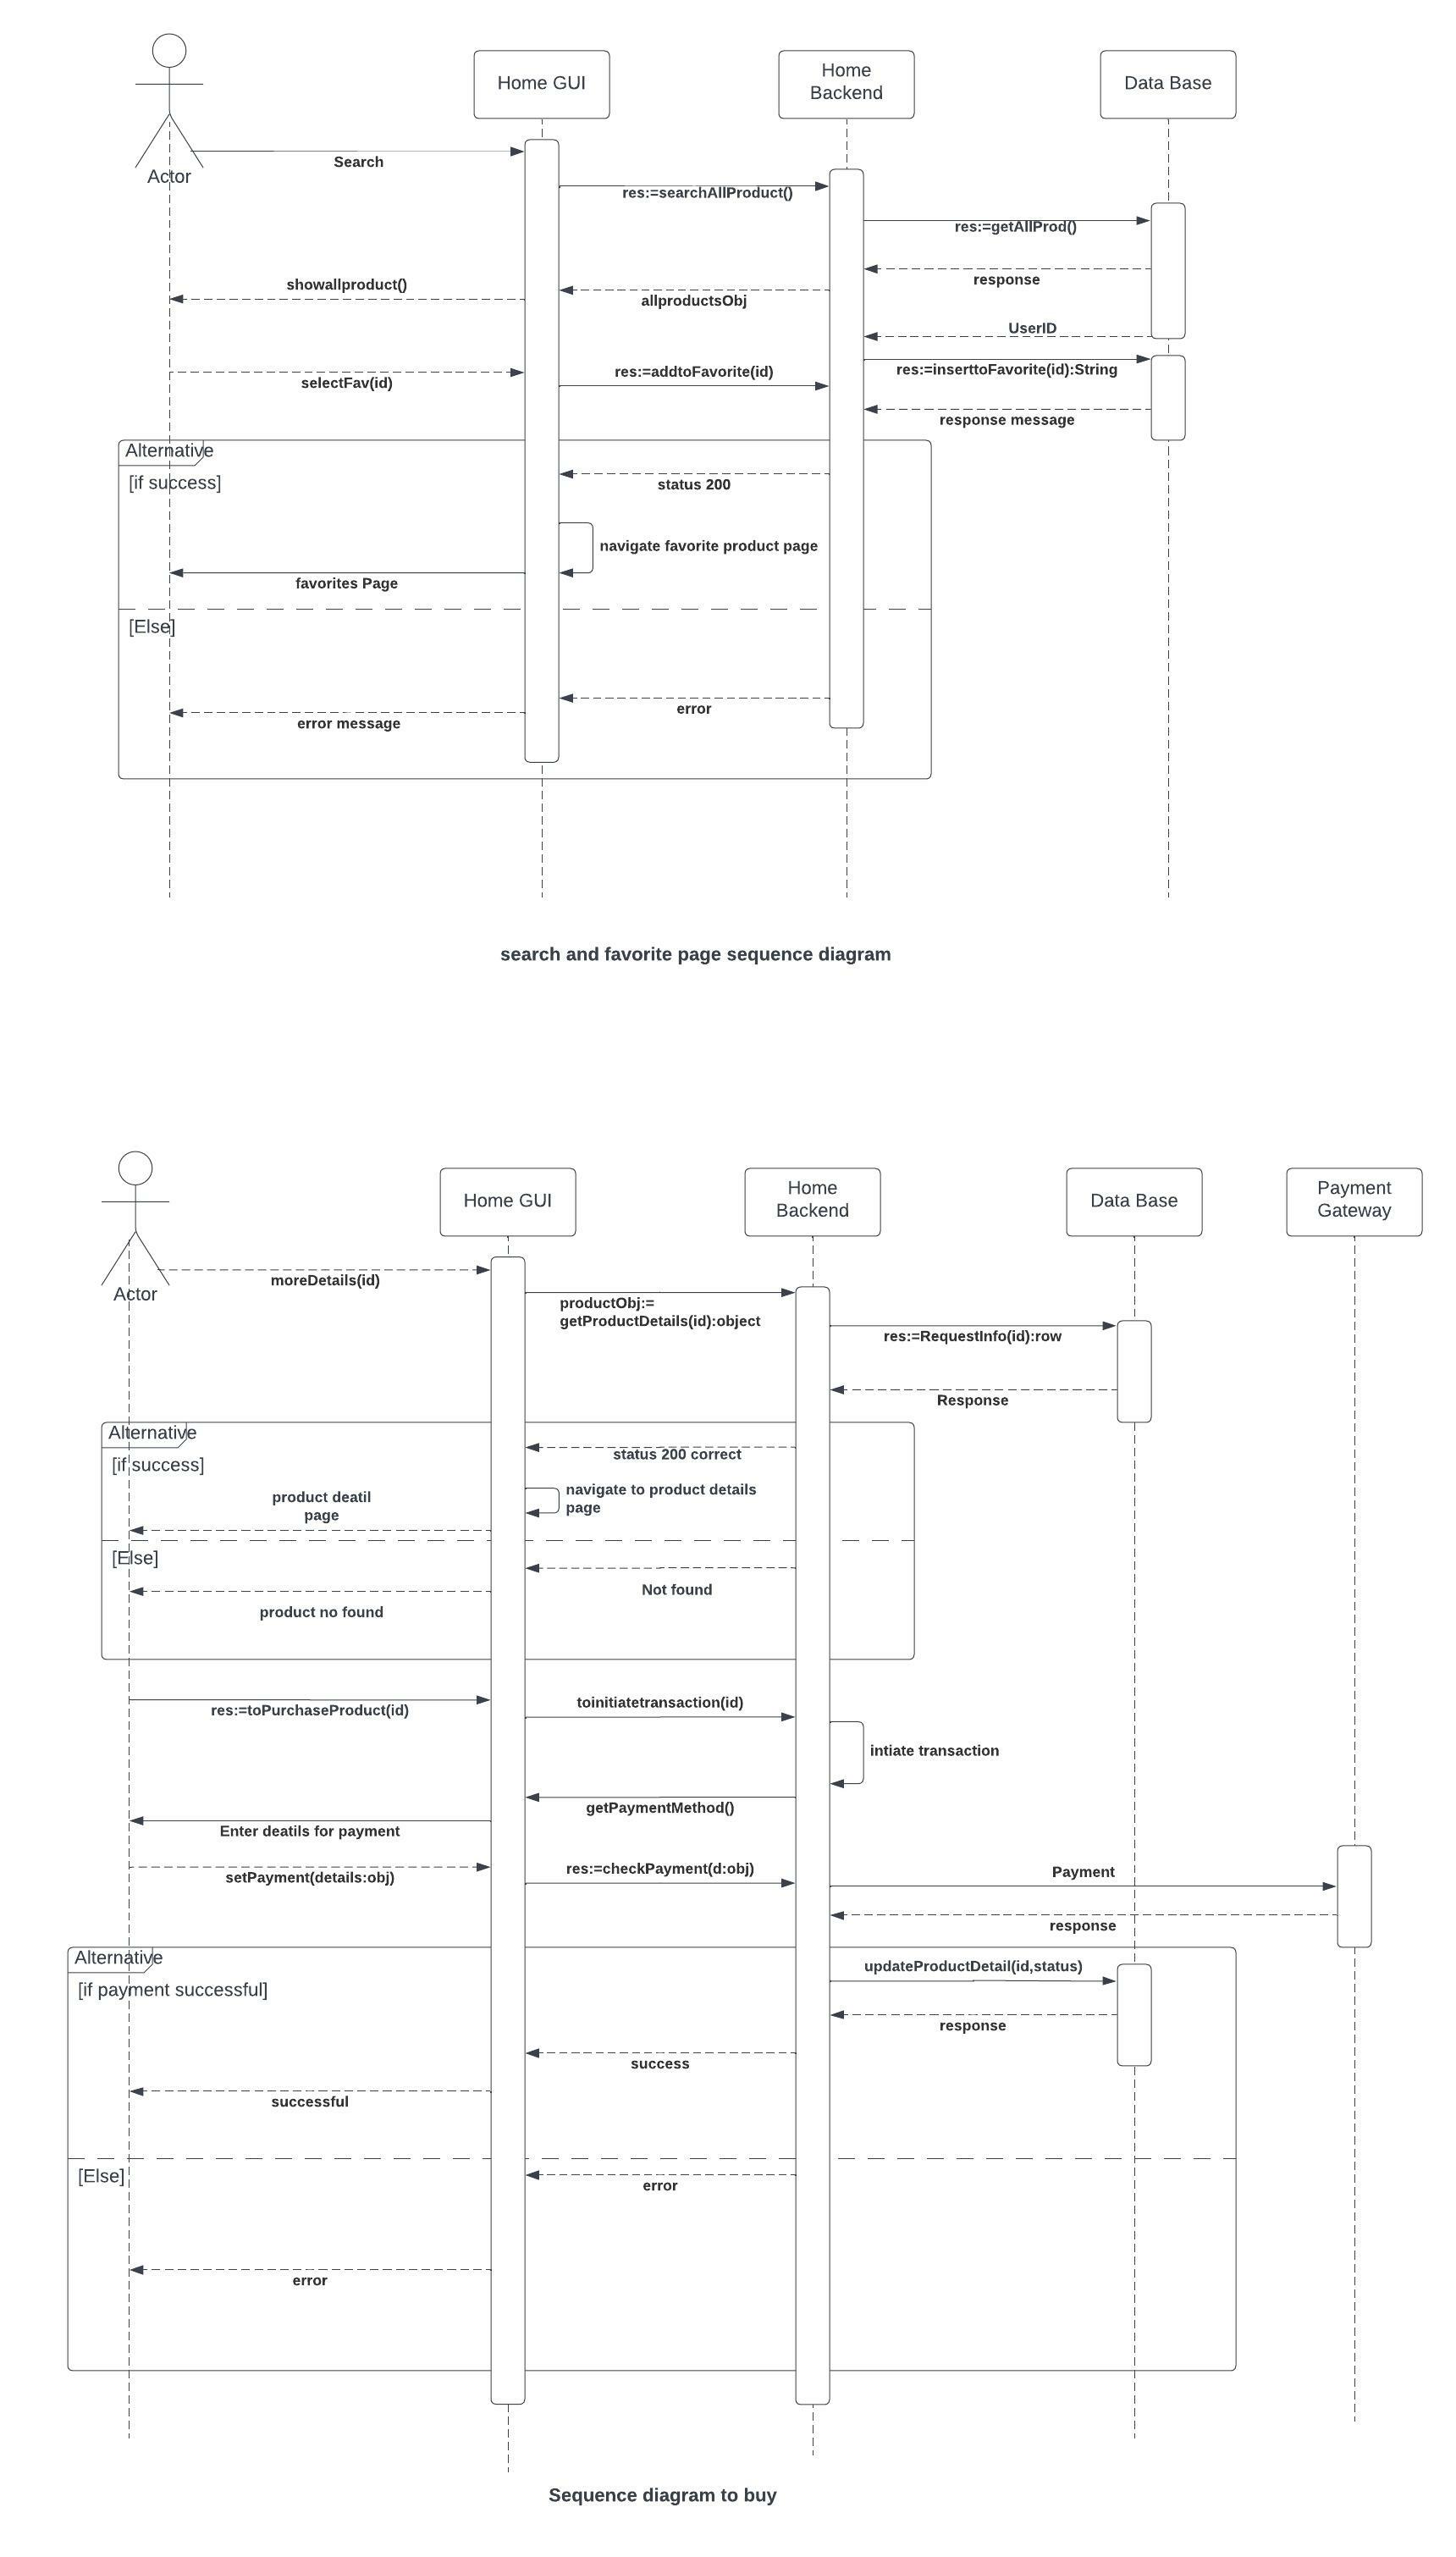 Home GUI
Home
Backend
Data Base
Actor
Search
res:=searchAllProduct()
res:=getAllProd()
response
showallproduct()
allproductsObj
UserID
selectFav(id)
res:=addtoFavorite(id)
res:=inserttoFavorite(id):String
response message
Alternative
[if success]
status 200
navigate favorite product page
favorites Page
[Else]
error
error message
search and favorite page sequence diagram
Home GUI
Home
Backend
Data Base
Payment
Gateway
Actor
moreDetails(id)
productObj:=
getProductDetails(id):object
res:=RequestInfo(id):row
Response
Alternative
[if success]
status 200 correct
navigate to product details
page
product deatil
page
[Else]
Not found
product no found
res:=toPurchaseProduct(id)
toinitiatetransaction(id)
intiate transaction
getPaymentMethod()
Enter deatils for payment
setPayment(details:obj)
res:=checkPayment(d:obj)
Payment
response
Alternative
[if payment successful]
updateProductDetail(id,status)
response
success
successful
[Else]
error
error
Sequence diagram to buy